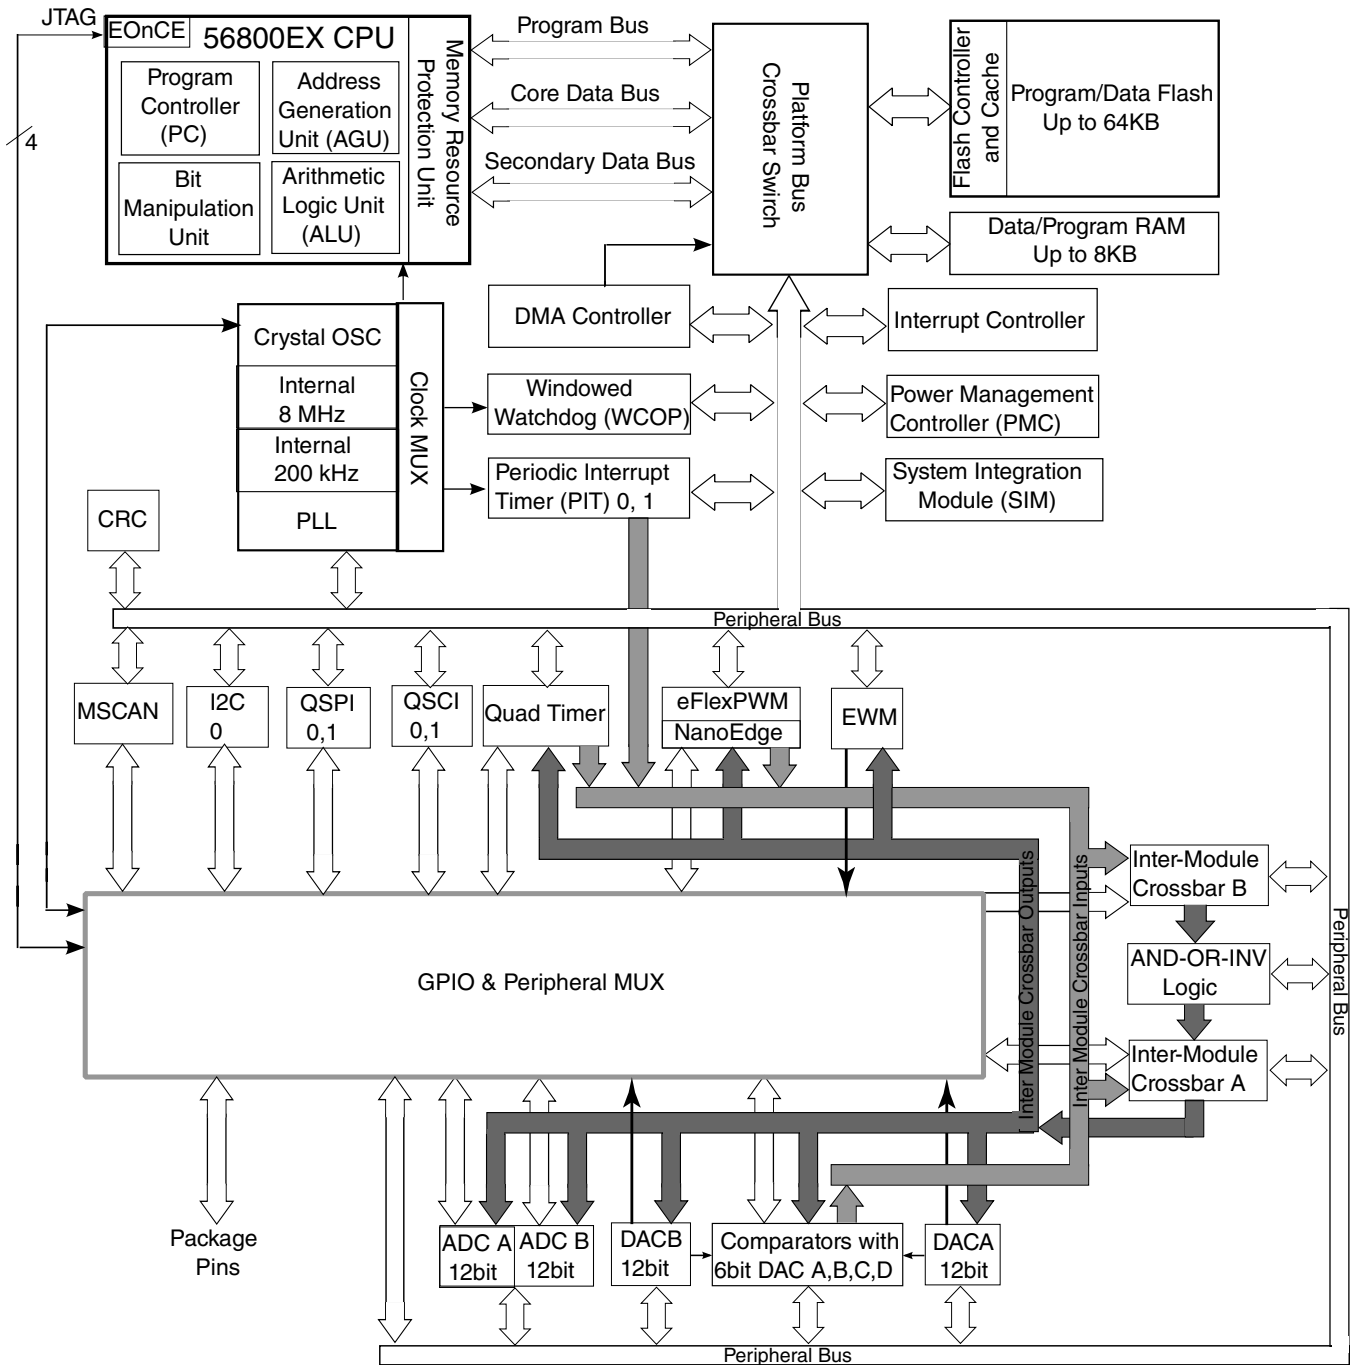 JTAG
EOnCE
56800EX CPU
Program
Controller
(PC)
Address
Generation
Unit (AGU)
Bit
Manipulation
Unit
Arithmetic
Logic Unit
(ALU)
Memory Resource
Protection Unit
4
Program Bus
Core Data Bus
Secondary Data Bus
Platform Bus
Crossbar Swirch
Flash Controller
and Cache
Program/Data Flash
Up to 64KB
Data/Program RAM
Up to 8KB
DMA Controller
Interrupt Controller
Crystal OSC
Internal
8 MHz
Internal
200 kHz
PLL
Clock MUX
Windowed
Watchdog (WCOP)
Power Management
Controller (PMC)
Periodic Interrupt
Timer (PIT) 0, 1
System Integration
Module (SIM)
CRC
Peripheral Bus
MSCAN
I2C
0
QSPI
0,1
QSCI
0,1
Quad Timer
eFlexPWM
NanoEdge
EWM
Inter Module Crossbar Outputs
Inter Module Crossbar Inputs
Inter-Module
Crossbar B
AND-OR-INV
Logic
Inter-Module
Crossbar A
Peripheral Bus
GPIO & Peripheral MUX
Package
Pins
ADC A
12bit
ADC B
12bit
DACB
12bit
Comparators with
6bit DAC A,B,C,D
DACA
12bit
Peripheral Bus